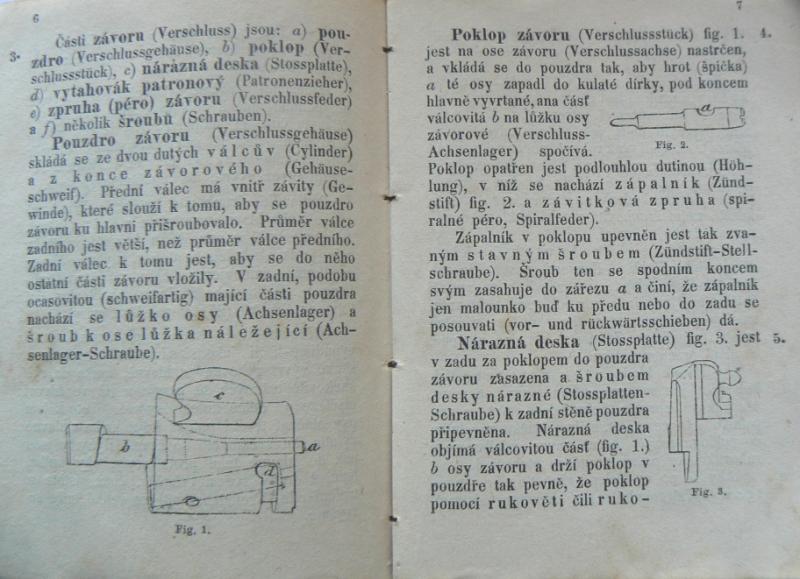 6
Části závoru (Verschluss) jsou: a) pou-
3.
zdro (Verschlussgehäuse), b) poklop (Ver-
schlussstück), c) nárazná deska (Stossplatte),
d) vytahovák patronový (Patronenzieher),
e) zpruha (péro) závoru (Verschlussfeder)
a f) několik šroubů (Schrauben).
Pouzdro závoru (Verschlussgehäuse)
skládá se ze dvou dutých válcův (Cylinder)
a z konce závorového (Gehäuse-
schweif). Přední válec má vnitř závity (Ge-
winde), které slouží k tomu, aby se pouzdro
závoru ku hlavni přišroubovalo. Průměr válce
zadního jest větší, než průměr válce předního.
Zadní válec k tomu jest, aby se do něho
ostatní části závoru vložily. V zadní, podobu
ocasovitou (schweifartig) mající části pouzdra
nachází se lůžko osy (Achsenlager) a
šroub k ose lůžka náležející (Ach-
senlager-Schraube).
c
b
a
d
Fig. 1.
7
Poklop závoru (Verschlussstück) fig. 1.
4.
jest na ose závoru (Verschlussachse) nastrčen,
a vkládá se do pouzdra tak, aby hrot (špička)
a té osy zapadl do kulaté dírky, pod koncem
hlavně vyvrtané, ana část
válcovitá b na lůžku osy
závorové (Verschluss-
Achsenlager) spočívá.
a
Fig. 2.
Poklop opatřen jest podlouhlou dutinou (Höh-
lung), v níž se nachází zápalník (Zünd-
stift) fig. 2. a závitková zpruha (spi-
ralné péro, Spiralfeder).
Zápalník v poklopu upevněn jest tak zva-
ným stavným šroubem (Zündstift-Stell-
schraube). Šroub ten se spodním koncem
svým zasahuje do zářezu a a činí, že zápalník
jen malounko buď ku předu nebo do zadu se
posouvati (vor- und rückwärtsschieben) dá.
Nárazná deska (Stossplatte) fig. 3. jest
5.
v zadu za poklopem do pouzdra
závoru zasazena a šroubem
desky nárazné (Stossplatten-
Schraube) k zadní stěně pouzdra
připevněna. Nárazná deska
objímá válcovitou část (fig. 1.)
b osy závoru a drží poklop v
pouzdře tak pevně, že poklop
pomocí rukověti čili ruko-
Fig. 3.